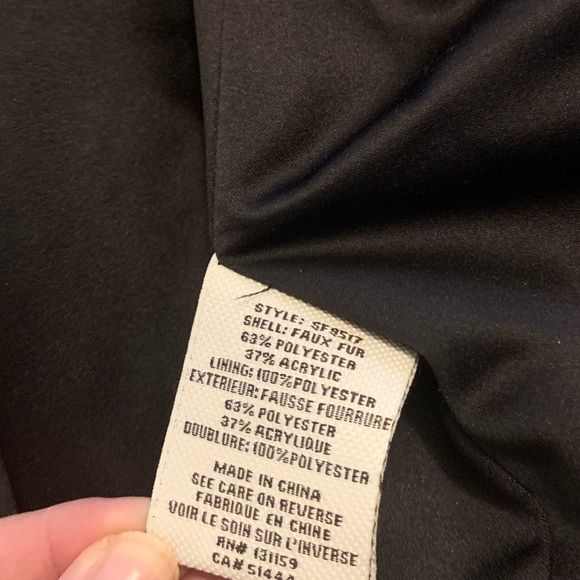 STYLE: SF9517
SHELL: FAUX FUR
63% POLYESTER
37% ACRYLIC
LINING: 100%POLYESTER
EXTERIEUR: FAUSSE FOURRURE
63% POLYESTER
37% ACRYLIQUE
DOUBLURE: 100%POLYESTER
MADE IN CHINA
SEE CARE ON REVERSE
FABRIQUE EN CHINE
VOIR LE SOIN SUR L'INVERSE
RN# 131159